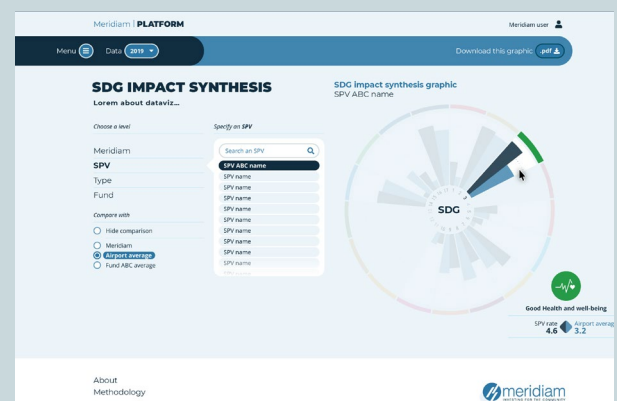 Meridiam | PLATFORM
Meridiam user
Menu
Data 2019
Download this graphic .pdf
SDG IMPACT SYNTHESIS
Lorem about dataviz...
SDG impact synthesis graphic
SPV ABC name
Choose a level
Specify an SPV
Meridiam
SPV
Type
Fund
Search an SPV
SPV ABC name
SPV name
SPV name
SPV name
SPV name
SPV name
SPV name
SPV name
SPV name
SPV name
Compare with
Hide comparison
Meridiam
Airport average
Fund ABC average
SDG
Good Health and well-being
SPV rate
4.6
Airport averag
3.2
About
Methodology
meridiam
INVESTING FOR THE COMMUNITY